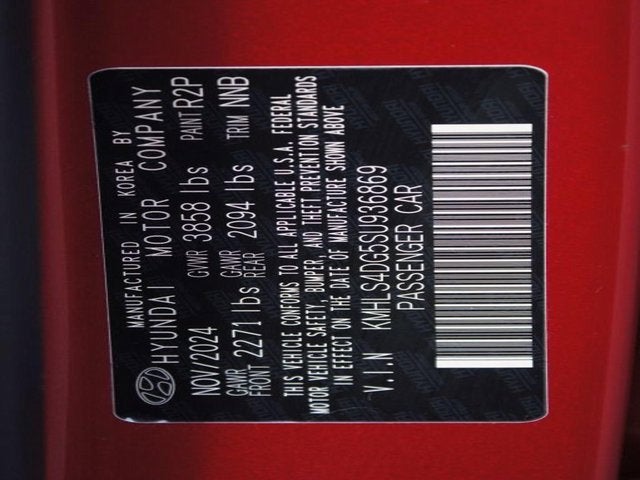 MANUFACTURED IN KOREA BY
HYUNDAI MOTOR COMPANY
NOV/2024 GVWR 3858 lbs PAINT R2P
GAWR FRONT 2271 lbs GAWR REAR 2094 lbs TRIM NNB
THIS VEHICLE CONFORMS TO ALL APPLICABLE U.S.A. FEDERAL
MOTOR VEHICLE SAFETY, BUMPER, AND THEFT PREVENTION STANDARDS
IN EFFECT ON THE DATE OF MANUFACTURE SHOWN ABOVE
V.I.N KMHLS4DG5SU936869
PASSENGER CAR